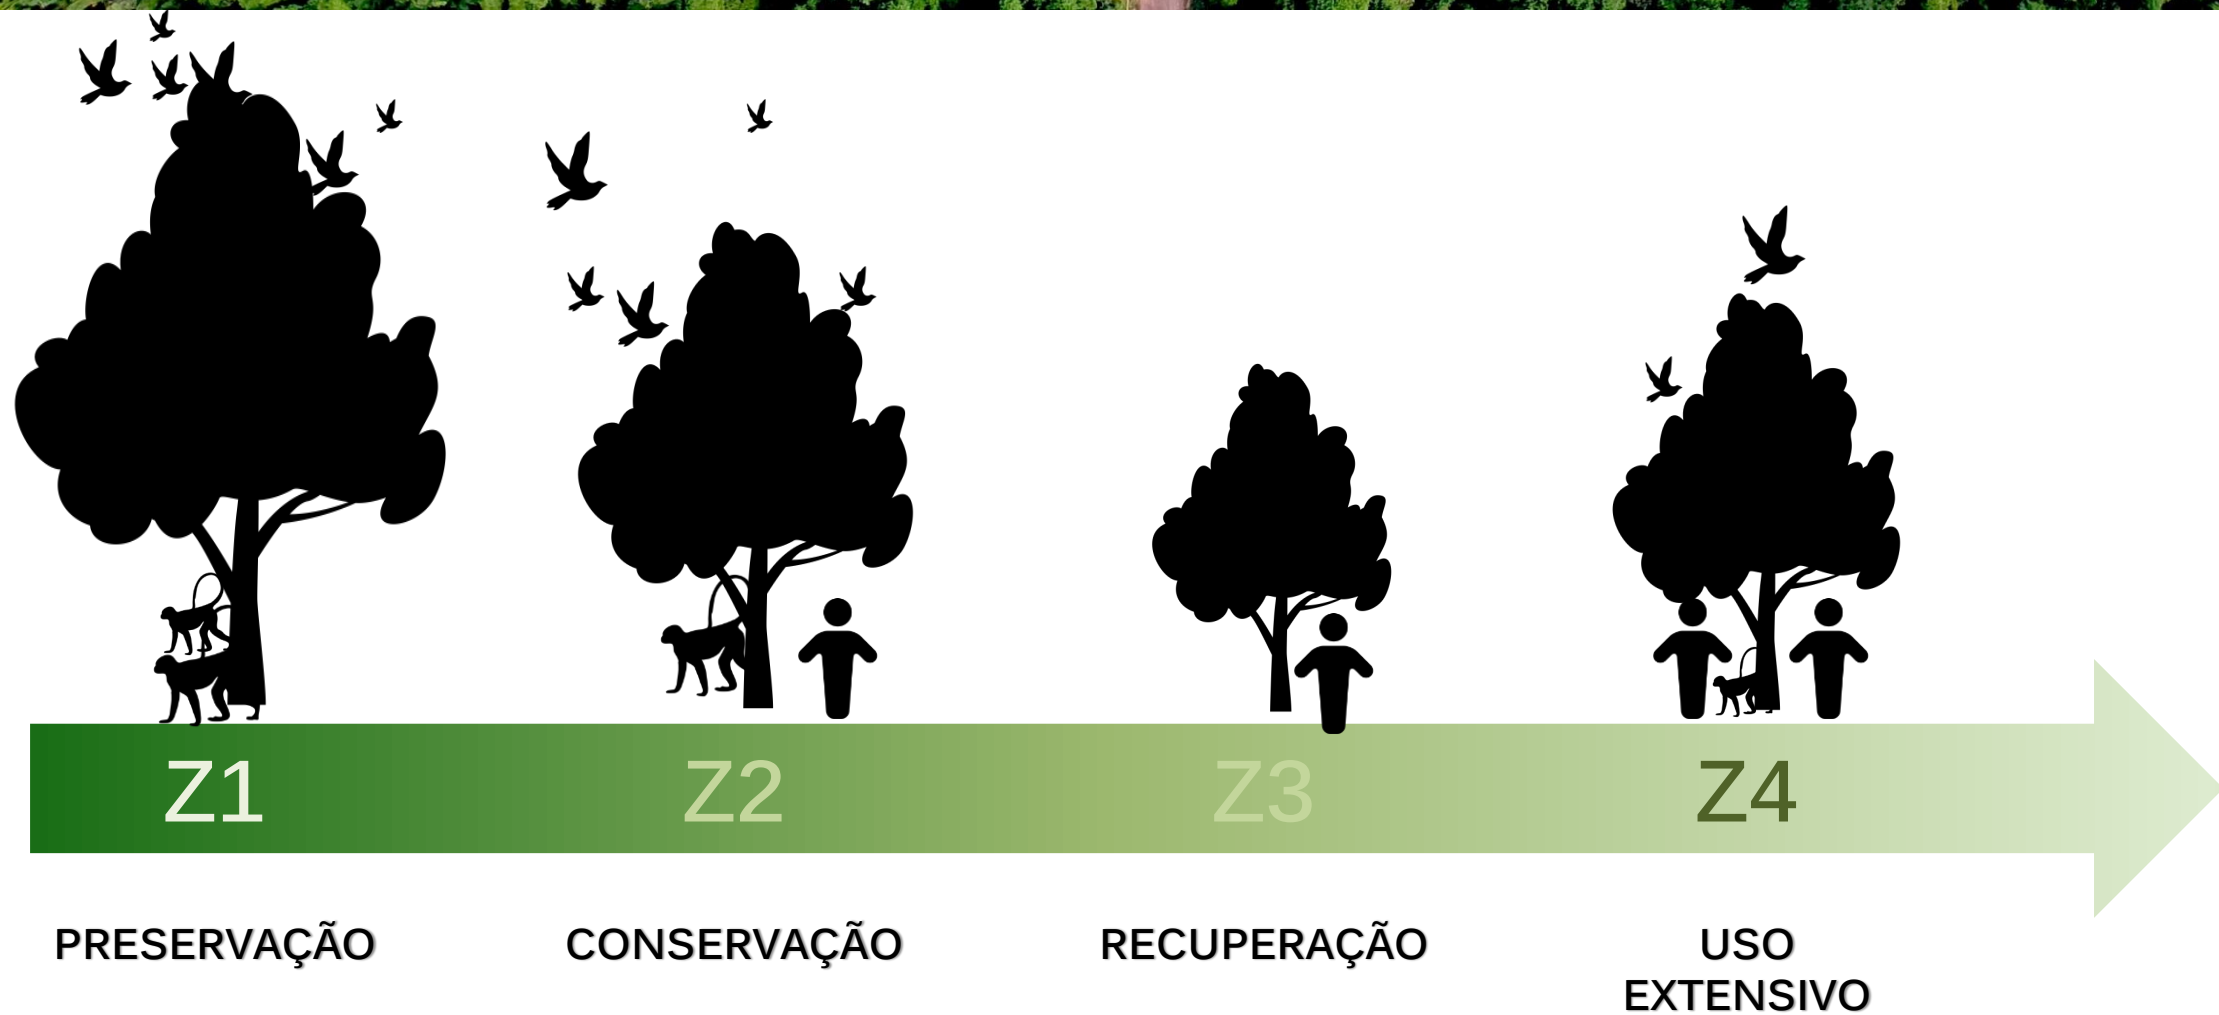 Z1
Z2
Z3
Z4
PRESERVAÇÃO
CONSERVAÇÃO
RECUPERAÇÃO
USO
EXTENSIVO